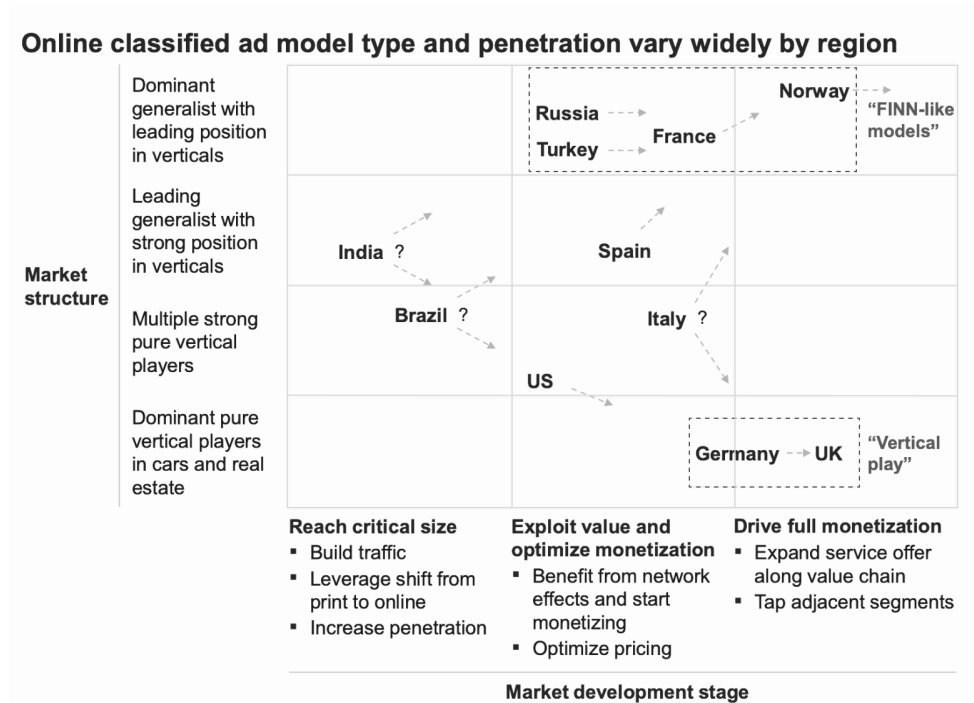 Online classified ad model type and penetration vary widely by region
Market
structure
Dominant
generalist with
leading position
in verticals
Leading
generalist with
strong position
in verticals
Multiple strong
pure vertical
players
Dominant pure
vertical players
in cars and real
estate
Norway
Russia
France
Turkey
“FINN-like
models”
India ?
Spain
Brazil ?
Italy ?
US
Germany
UK
“Vertical
play”
Reach critical size
▪ Build traffic
▪ Leverage shift from
print to online
▪ Increase penetration
Exploit value and
optimize monetization
▪ Benefit from network
effects and start
monetizing
▪ Optimize pricing
Drive full monetization
▪ Expand service offer
along value chain
▪ Tap adjacent segments
Market development stage